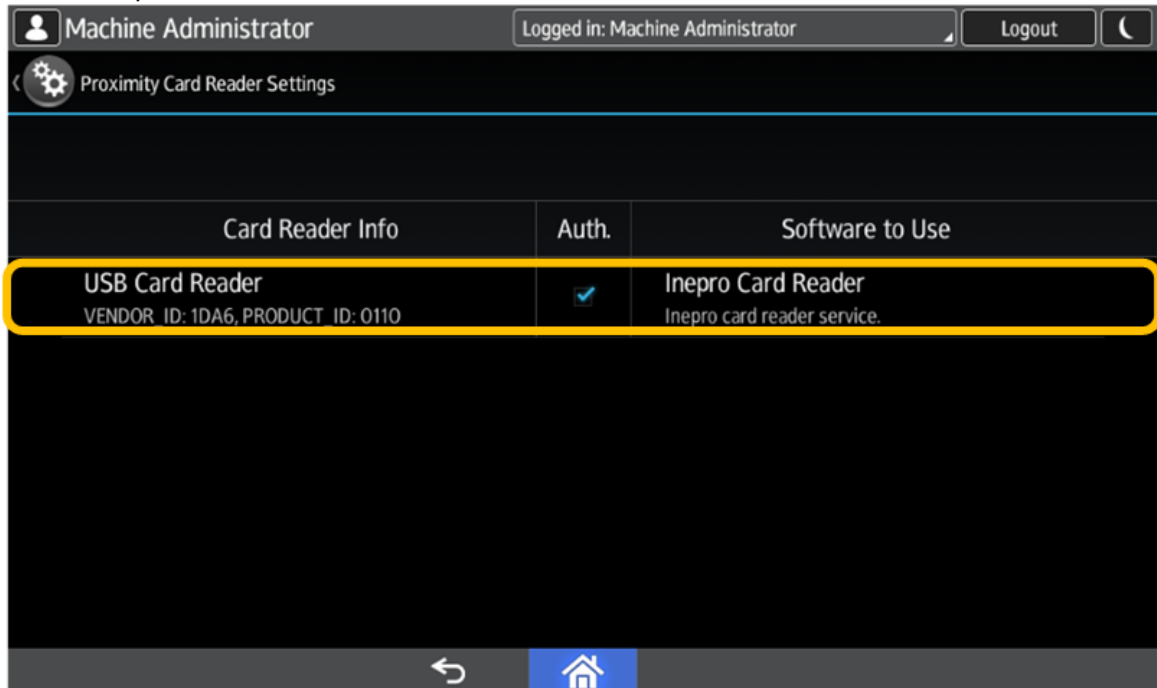 Machine Administrator
Logged in: Machine Administrator
Logout
Proximity Card Reader Settings
Card Reader Info
Auth.
Software to Use
USB Card Reader
Inepro Card Reader
VENDOR_ID: 1DA6, PRODUCT_ID: 0110
Inepro card reader service.